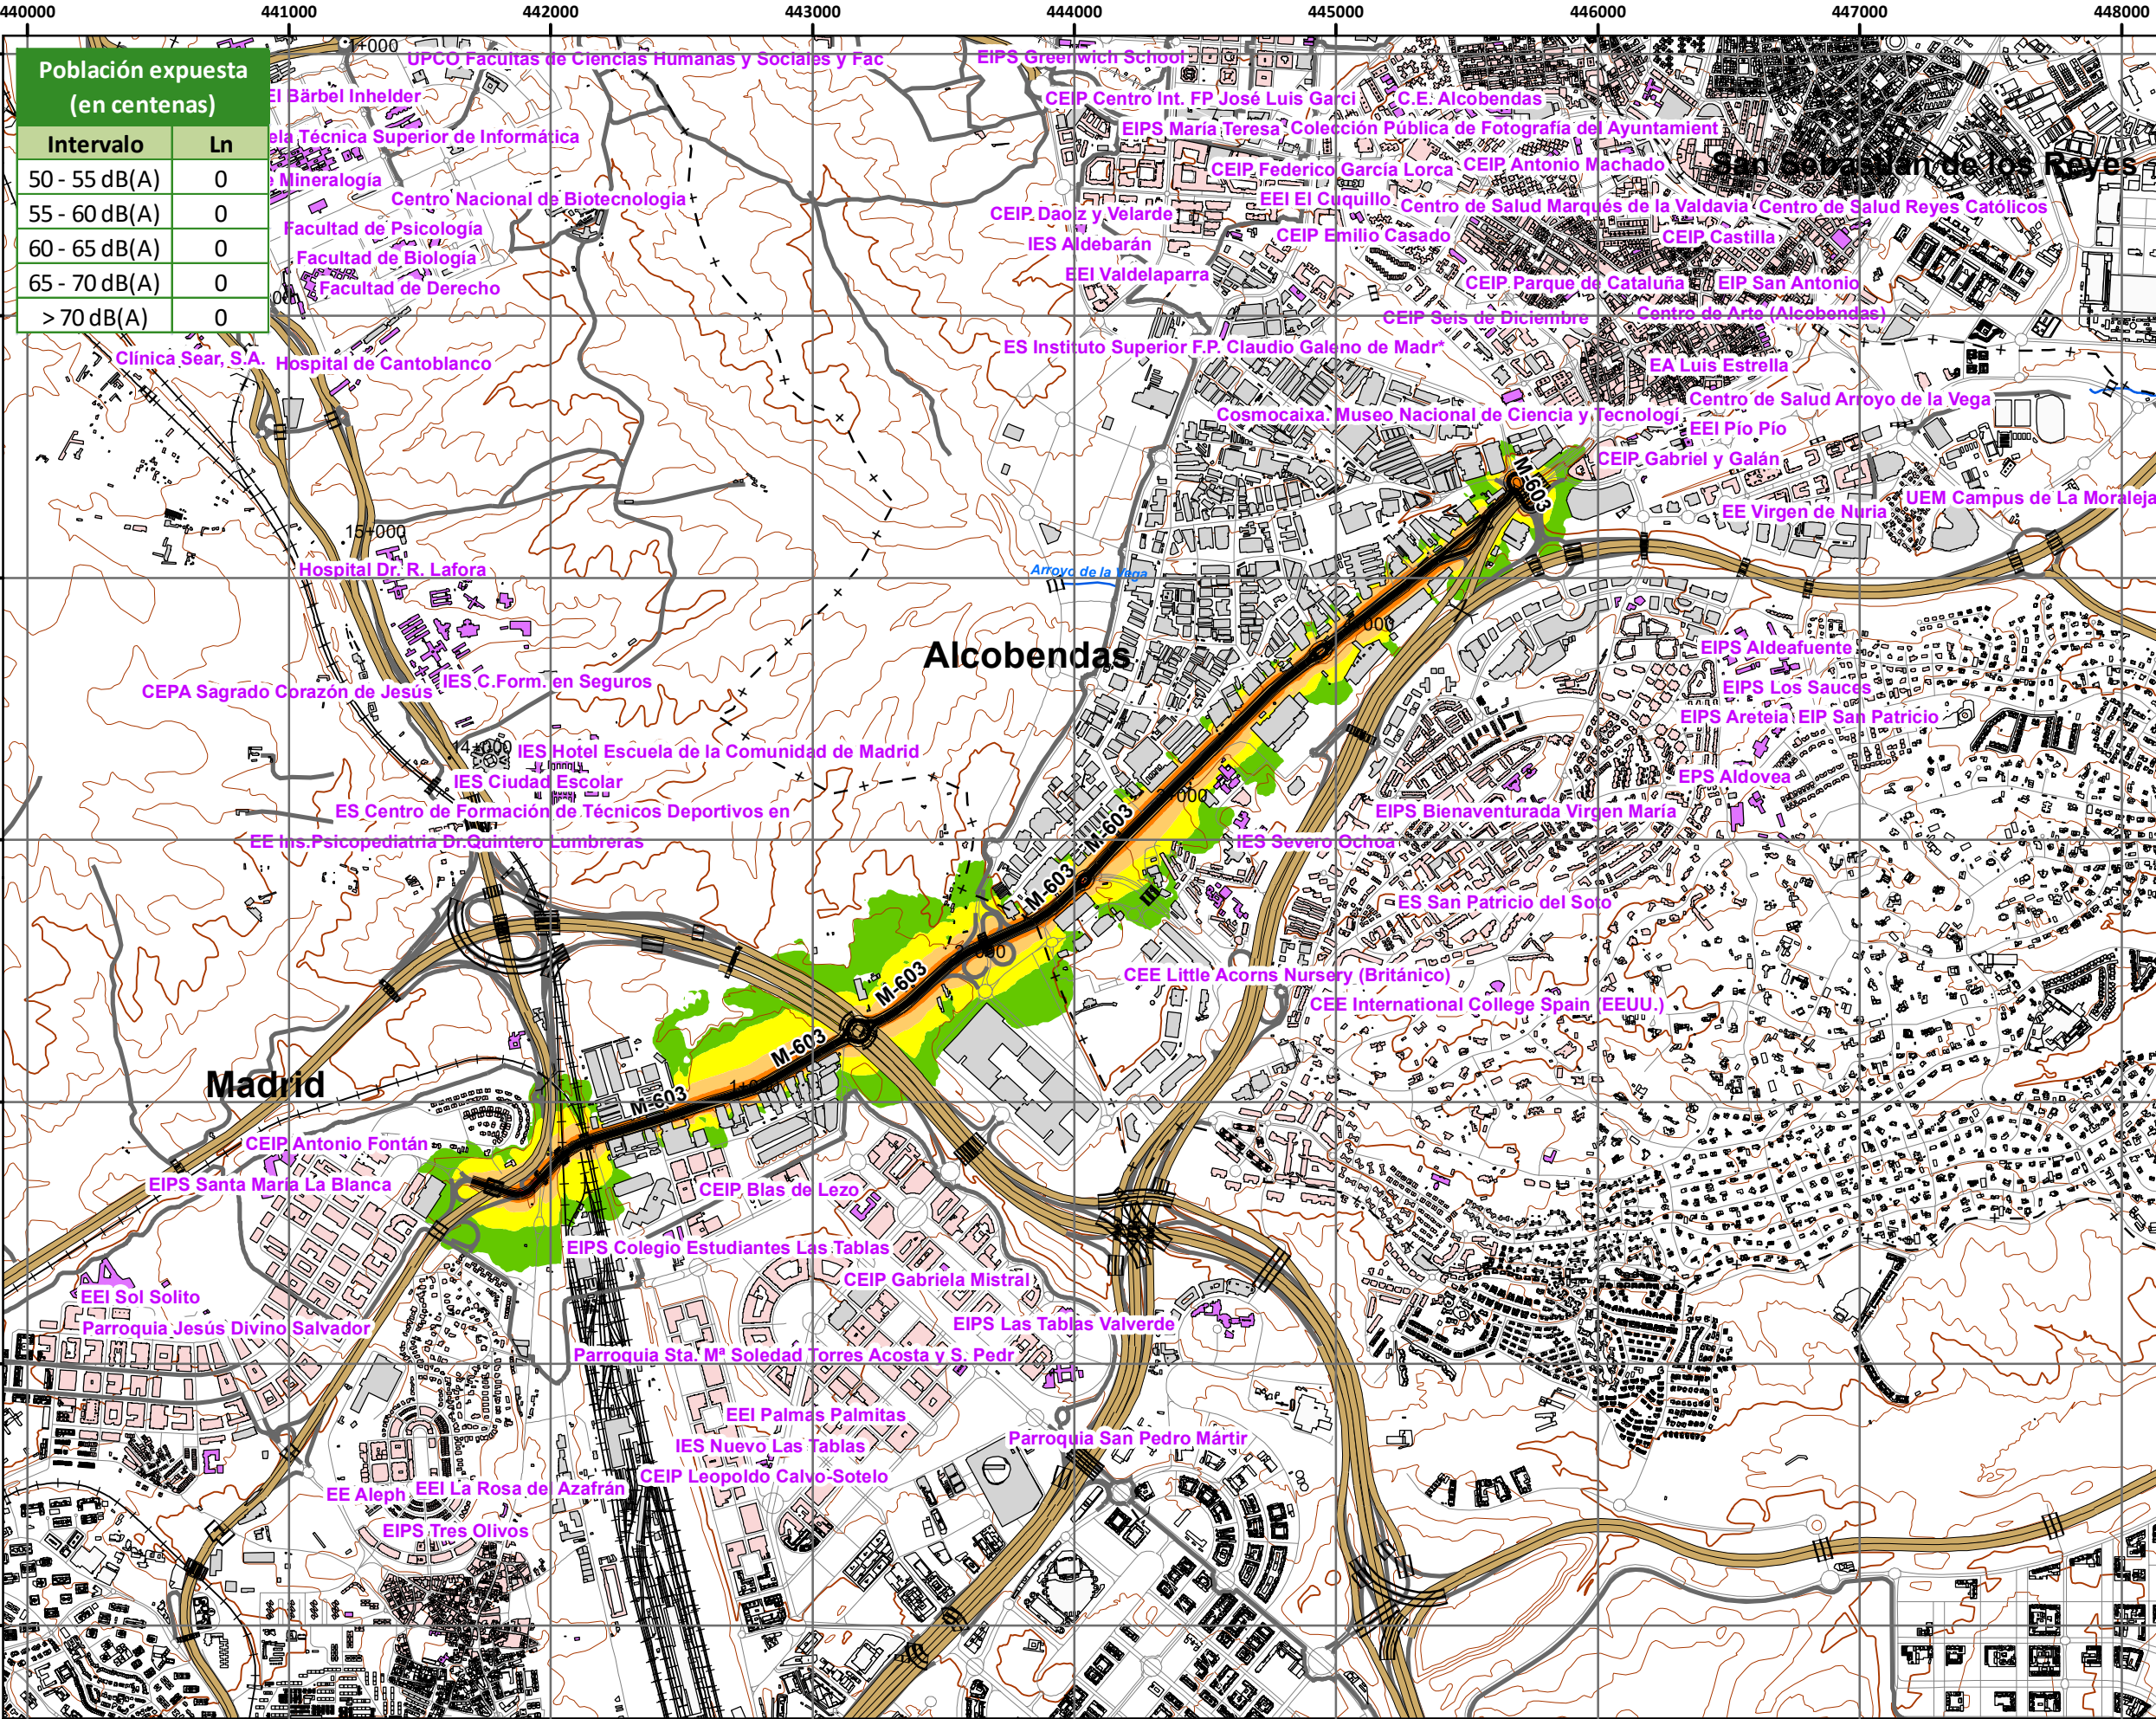 440000 441000 442000 443000 444000 445000 446000 447000 448000
Población expuesta
(en centenas)
Intervalo Ln
50 - 55 dB(A) 0
55 - 60 dB(A) 0
60 - 65 dB(A) 0
65 - 70 dB(A) 0
> 70 dB(A) 0
1+000
UPCO Facultas de Ciencias Humanas y Sociales y Fac
EIPS Greenwich School
EI Bärbel Inhelder
CEIP Centro Int. FP José Luis Garci
C.E. Alcobendas
ela Técnica Superior de Informática
EIPS María Teresa
Colección Pública de Fotografía del Ayuntamient
San Sebastián de los Reyes
CEIP Federico García Lorca
CEIP Antonio Machado
e Mineralogía
Centro Nacional de Biotecnologia
EEI El Cuquillo
Centro de Salud Marqués de la Valdavia
Centro de Salud Reyes Católicos
CEIP Daoiz y Velarde
Facultad de Psicología
CEIP Emilio Casado
CEIP Castilla
IES Aldebarán
Facultad de Biología
EEI Valdelaparra
Facultad de Derecho
CEIP Parque de Cataluña
EIP San Antonio
CEIP Seis de Diciembre
Centro de Arte (Alcobendas)
ES Instituto Superior F.P. Claudio Galeno de Madr*
Clínica Sear, S.A.
Hospital de Cantoblanco
EA Luis Estrella
Centro de Salud Arroyo de la Vega
Cosmocaixa. Museo Nacional de Ciencia y Tecnologí
EEI Pío Pío
CEIP Gabriel y Galán
M-603
UEM Campus de La Moraleja
EE Virgen de Nuria
15+000
Hospital Dr. R. Lafora
Arroyo de la Vega
Alcobendas
EIPS Aldeafuente
IES C.Form. en Seguros
CEPA Sagrado Corazón de Jesús
EIPS Los Sauces
EIPS Areteia
EIP San Patricio
14+000
IES Hotel Escuela de la Comunidad de Madrid
EPS Aldovea
IES Ciudad Escolar
ES Centro de Formación de Técnicos Deportivos en
EIPS Bienaventurada Virgen María
M-603
EE Ins.Psicopediatria Dr.Quintero Lumbreras
IES Severo Ochoa
M-603
ES San Patricio del Soto
M-603
CEE Little Acorns Nursery (Británico)
CEE International College Spain (EEUU.)
M-603
Madrid
M-603
CEIP Antonio Fontán
EIPS Santa María La Blanca
CEIP Blas de Lezo
EIPS Colegio Estudiantes Las Tablas
CEIP Gabriela Mistral
EEI Sol Solito
EIPS Las Tablas Valverde
Parroquia Jesús Divino Salvador
Parroquia Sta. Mª Soledad Torres Acosta y S. Pedr
EEI Palmas Palmitas
Parroquia San Pedro Mártir
IES Nuevo Las Tablas
CEIP Leopoldo Calvo-Sotelo
EE Aleph
EEI La Rosa del Azafrán
EIPS Tres Olivos